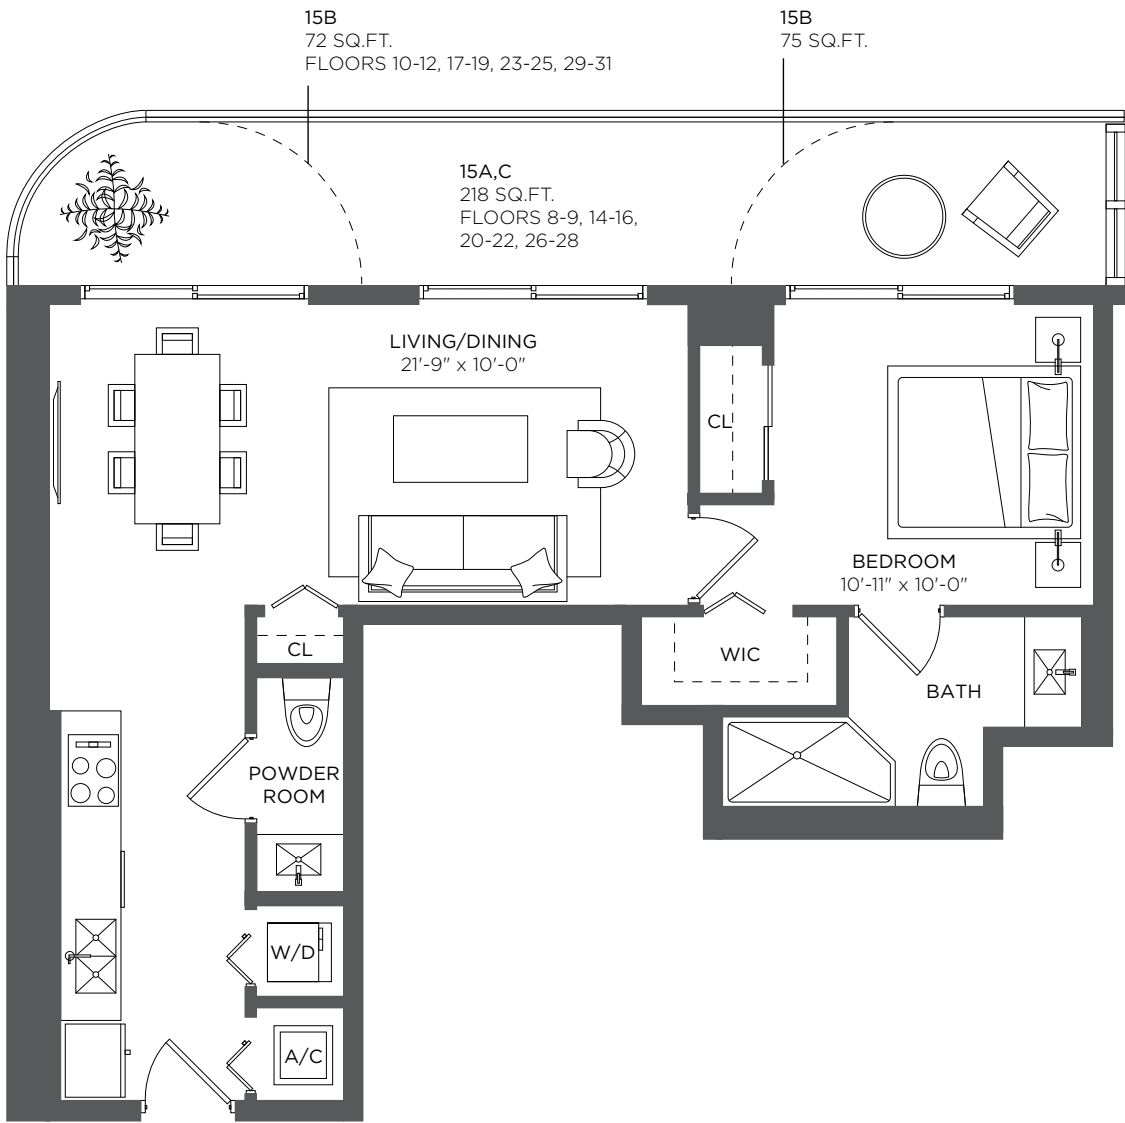 15B
72 SQ.FT.
FLOORS 10-12, 17-19, 23-25, 29-31
15B
75 SQ.FT.
15A,C
218 SQ.FT.
FLOORS 8-9, 14-16,
20-22, 26-28
LIVING/DINING
21'-9" x 10'-0"
CL
BEDROOM
10'-11" x 10'-0"
CL
WIC
BATH
POWDER
ROOM
W/D
A/C